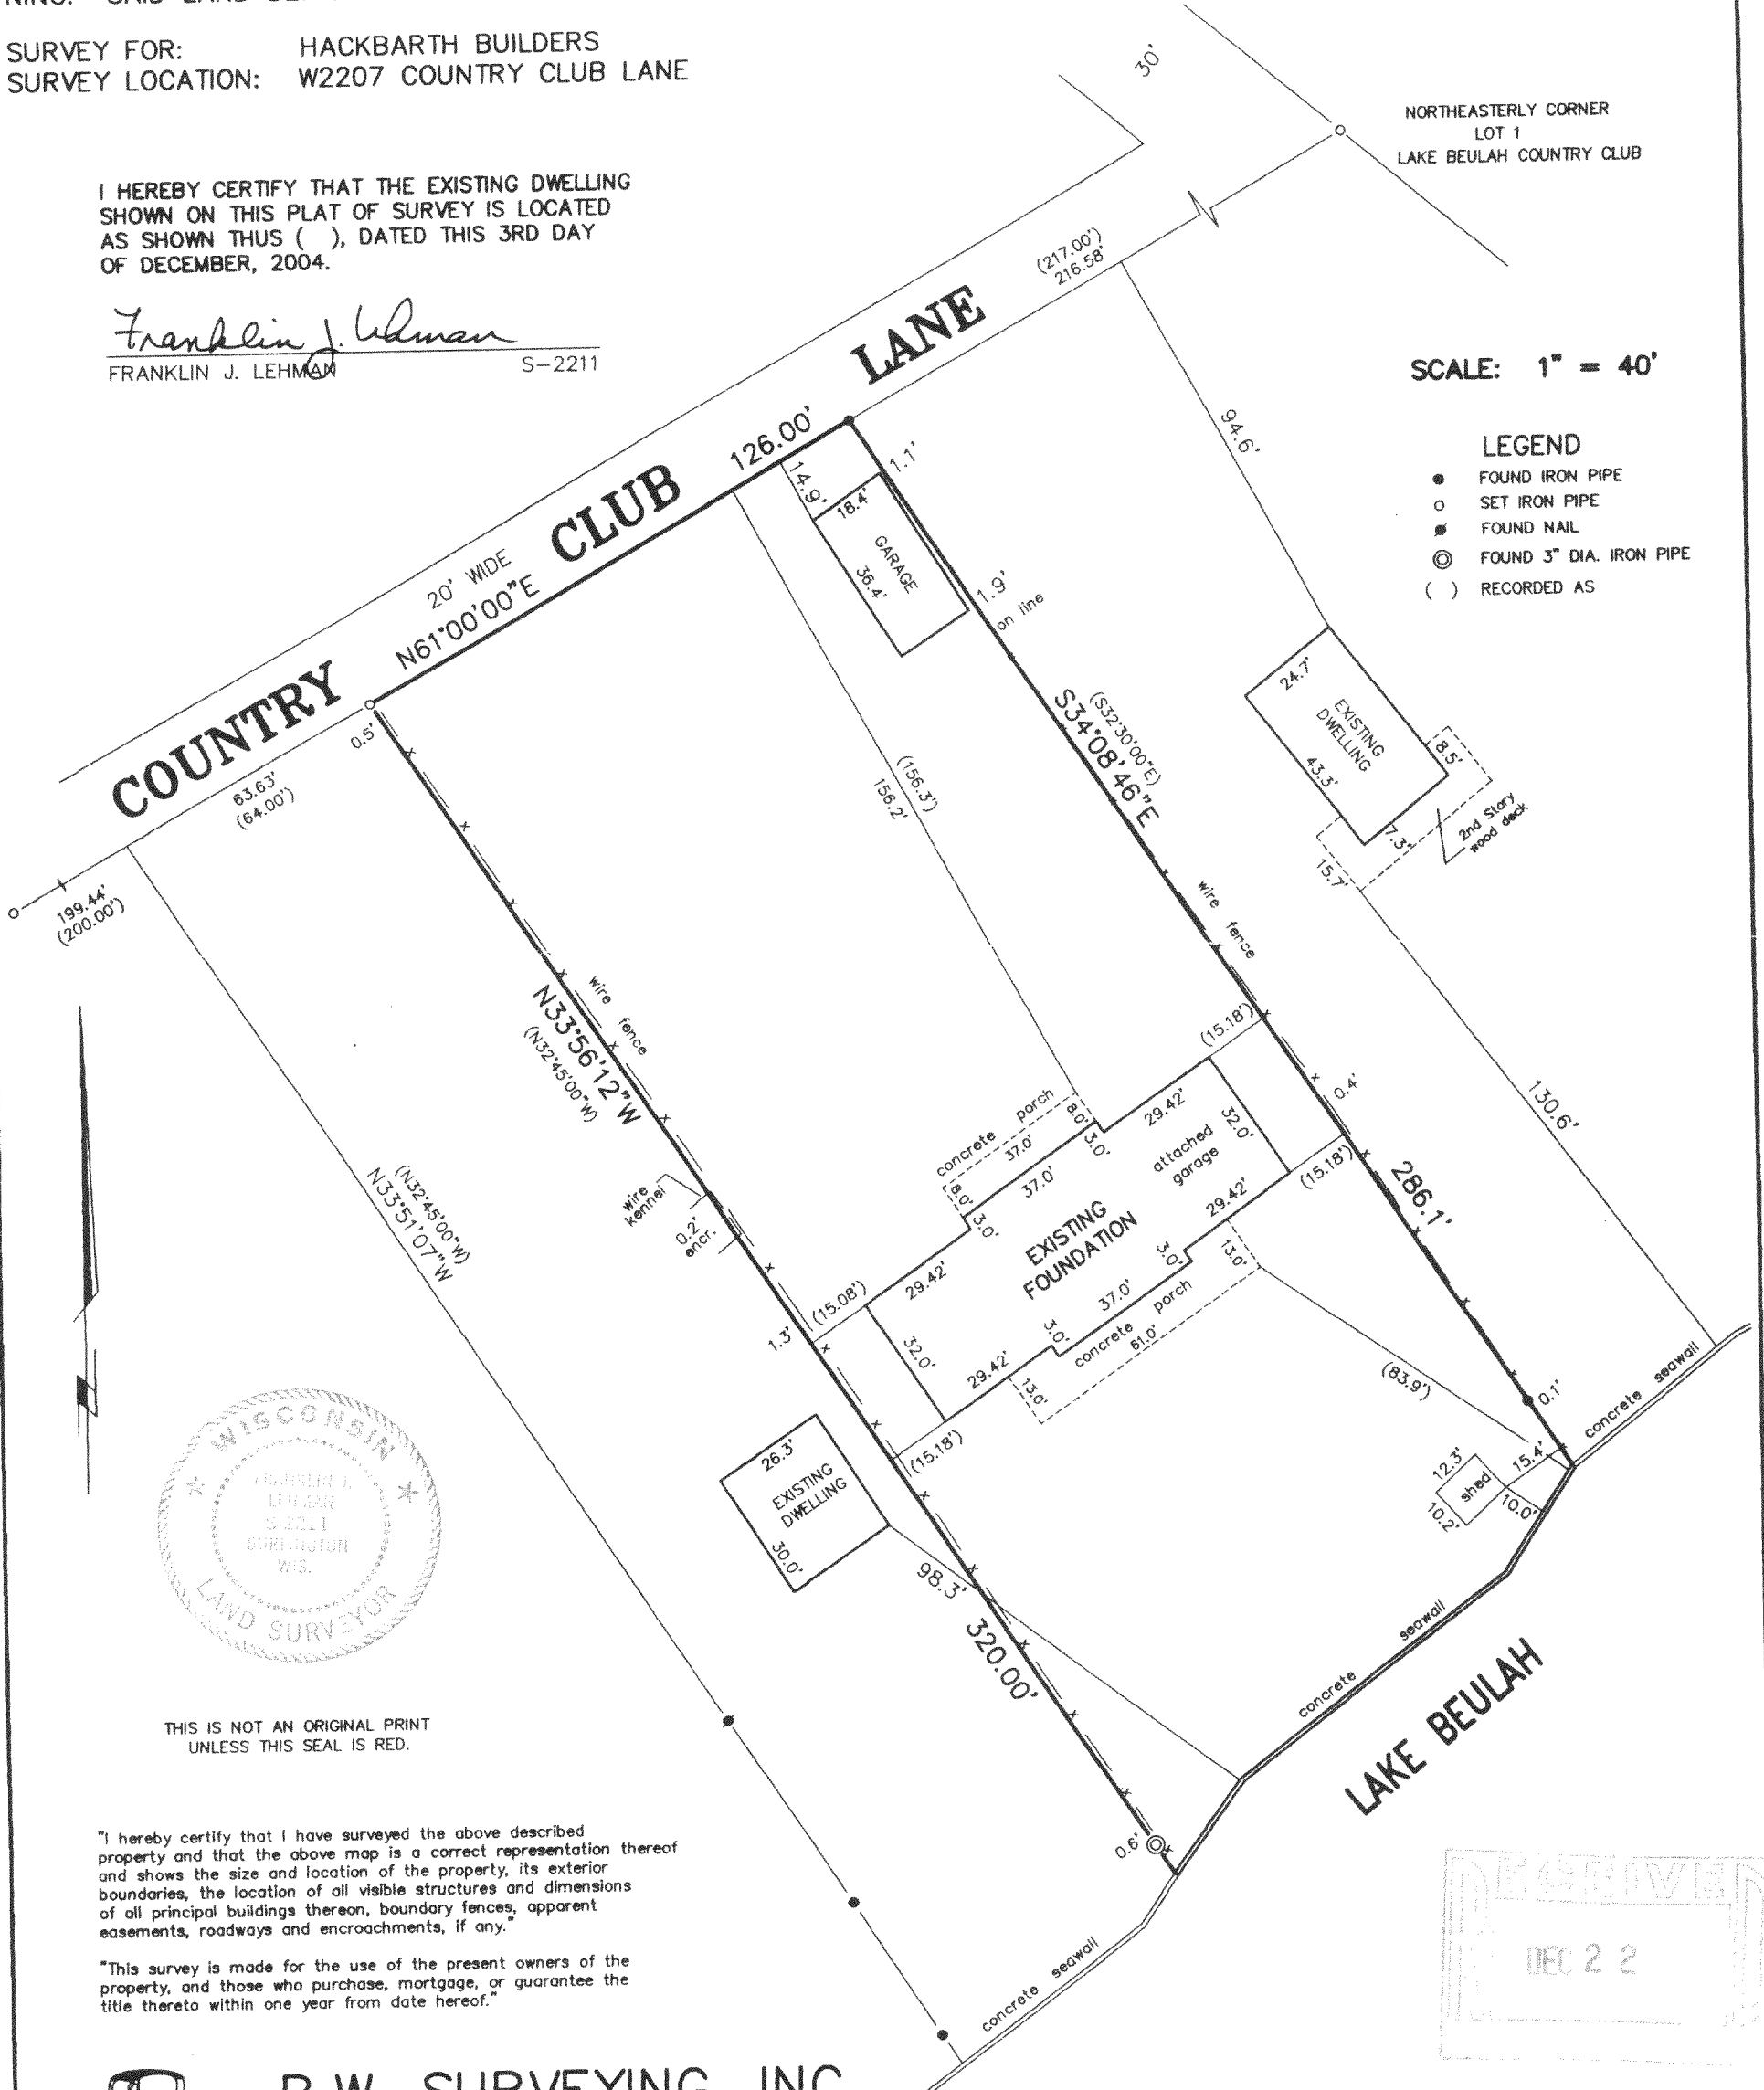 SURVEY FOR: HACKBARTH BUILDERS
SURVEY LOCATION: W2207 COUNTRY CLUB LANE
30'
NORTHEASTERLY CORNER
LOT 1
LAKE BEULAH COUNTRY CLUB
I HEREBY CERTIFY THAT THE EXISTING DWELLING
SHOWN ON THIS PLAT OF SURVEY IS LOCATED
AS SHOWN THUS ( ), DATED THIS 3RD DAY
OF DECEMBER, 2004.
Franklin J. Lehman
FRANKLIN J. LEHMAN S-2211
(217.00')
216.58'
SCALE: 1" = 40'
LEGEND
FOUND IRON PIPE
SET IRON PIPE
FOUND NAIL
FOUND 3" DIA. IRON PIPE
( ) RECORDED AS
COUNTRY CLUB LANE
20' WIDE
N61°00'00"E
126.00'
94.6'
14.9'
18.4'
1.1'
GARAGE
36.4'
1.9'
on line
0.5'
63.63'
(64.00')
199.44'
(200.00')
(S32°30'00"E)
S34°08'46"E
(156.3')
156.2'
24.7'
EXISTING
DWELLING
43.3'
8.5'
7.3'
15.7'
2nd Story
wood deck
wire fence
wire fence
N33°56'12"W
(N32°45'00"W)
(N32°45'00"W)
N33°51'07"W
(15.18')
0.4'
130.6'
concrete porch
37.0'
8.0'
3.0'
29.42'
32.0'
attached
garage
37.0'
8.0'
3.0'
(15.18')
286.1'
wire
kennel
0.2'
encr.
EXISTING
FOUNDATION
29.42'
3.0'
13.0'
(15.08')
29.42'
1.3'
32.0'
37.0'
3.0'
concrete porch
61.0'
29.42'
13.0'
(15.18')
(83.9')
0.1'
concrete seawall
26.3'
EXISTING
DWELLING
30.0'
98.3'
320.00'
12.3'
shed
15.4'
10.2'
10.0'
concrete seawall
LAKE BEULAH
0.6'
concrete seawall
WISCONSIN
FRANKLIN J.
LEHMAN
S-2211
BURLINGTON
WIS.
LAND SURVEYOR
THIS IS NOT AN ORIGINAL PRINT
UNLESS THIS SEAL IS RED.
"I hereby certify that I have surveyed the above described
property and that the above map is a correct representation thereof
and shows the size and location of the property, its exterior
boundaries, the location of all visible structures and dimensions
of all principal buildings thereon, boundary fences, apparent
easements, roadways and encroachments, if any."
"This survey is made for the use of the present owners of the
property, and those who purchase, mortgage, or guarantee the
title thereto within one year from date hereof."
RECEIVED
DEC 2 2
B.W. SURVEYING, INC.